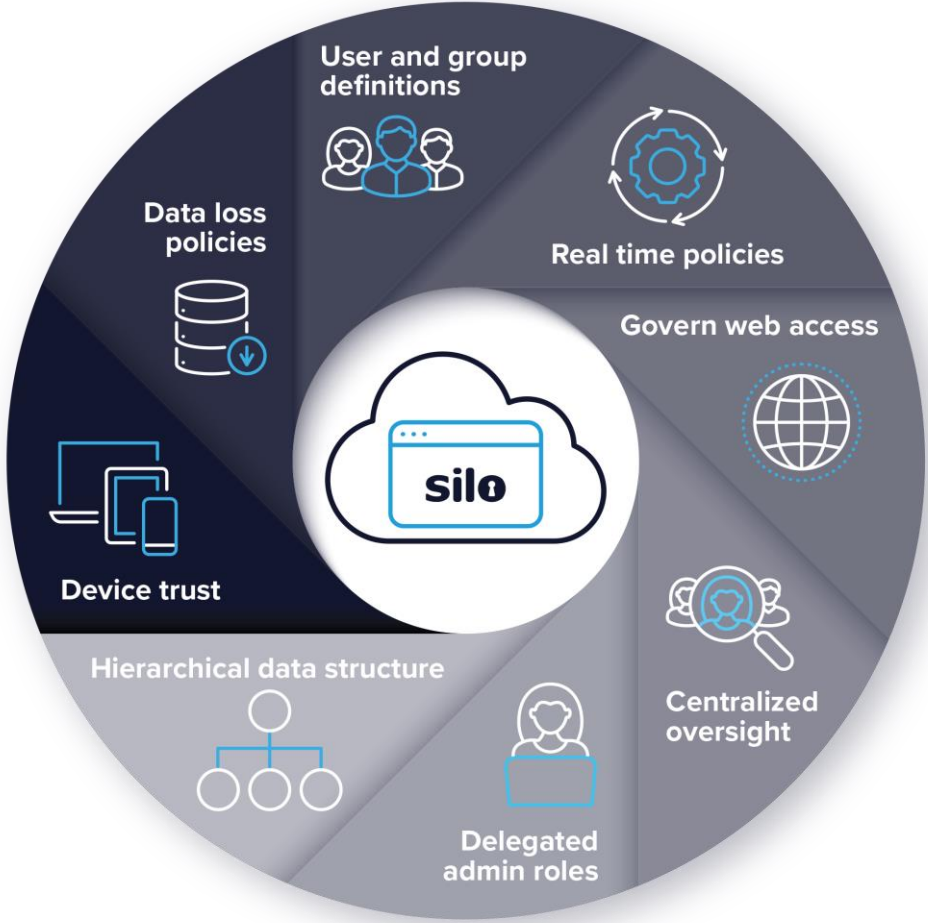 User and group
definitions
Real time policies
Govern web access
Centralized
oversight
Delegated
admin roles
Hierarchical data structure
Device trust
Data loss
policies
silo